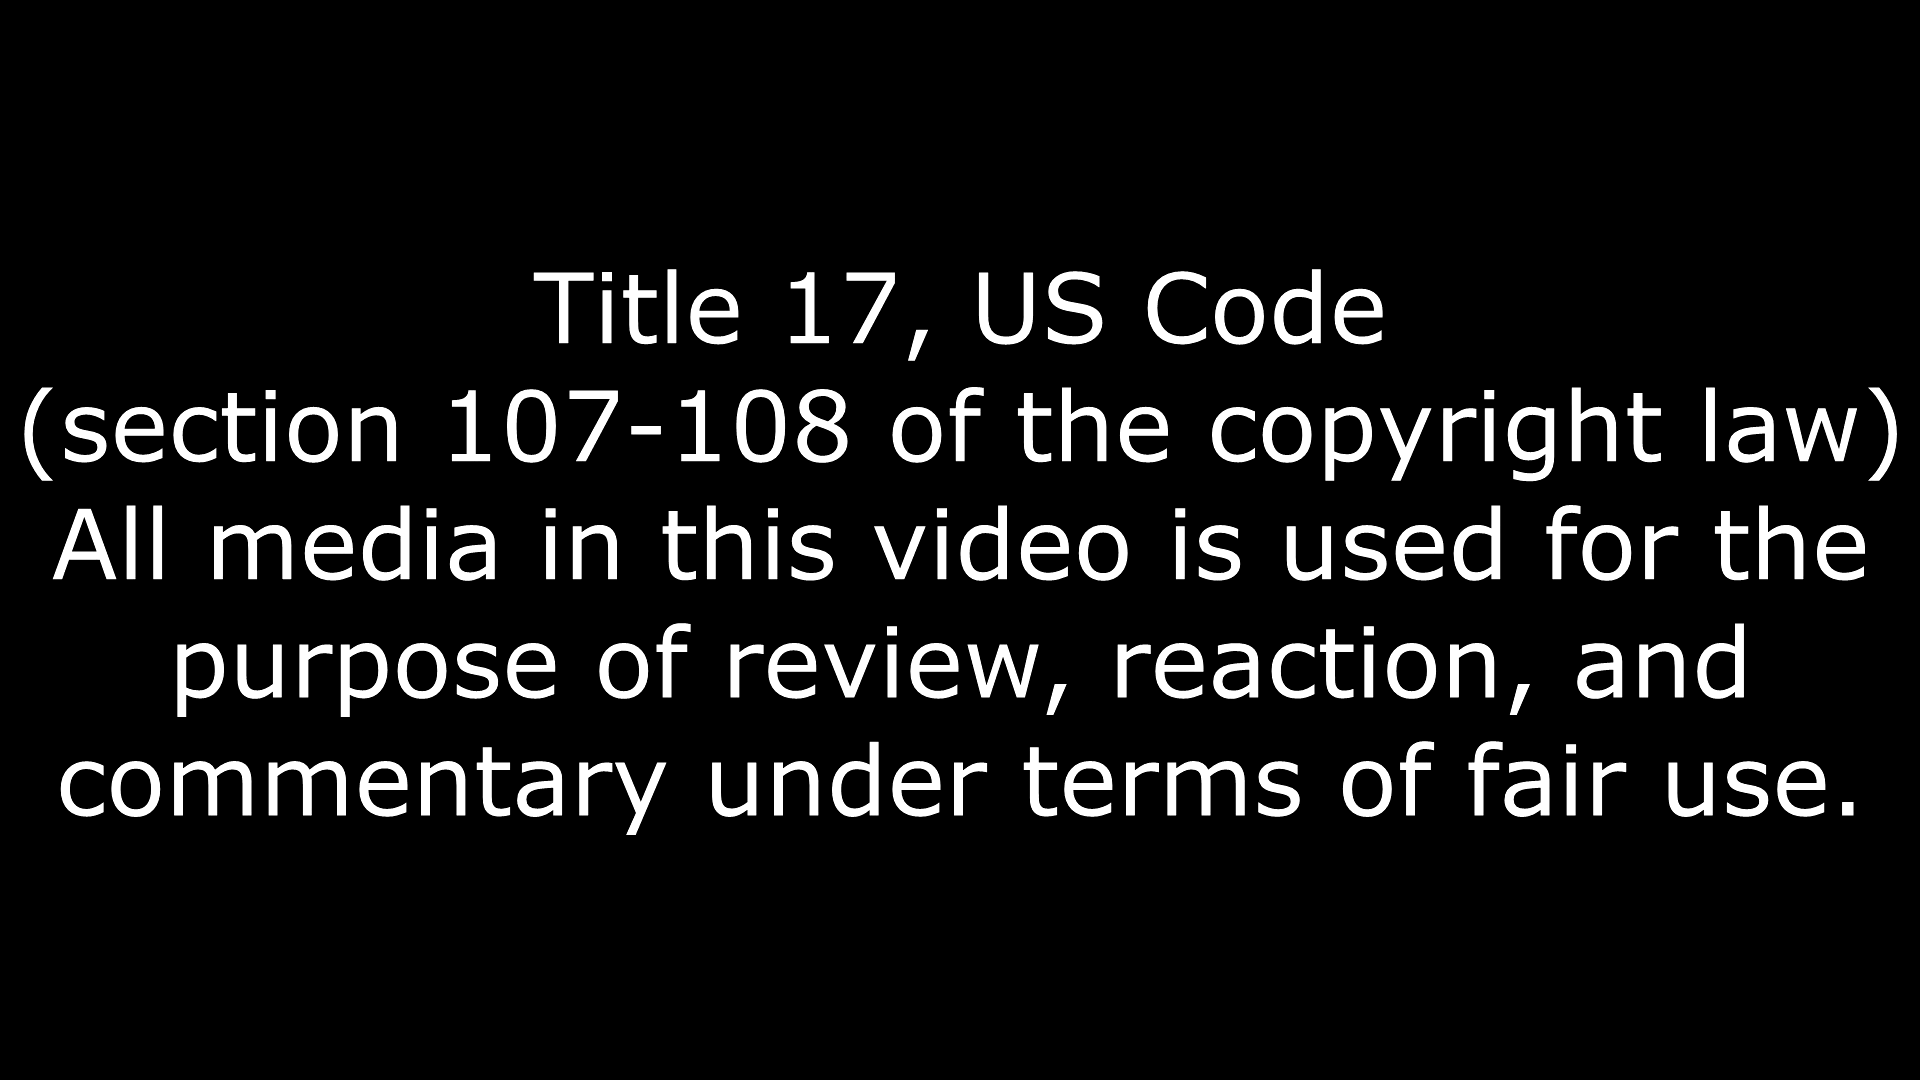 Title 17, US Code
(section 107-108 of the copyright law)
All media in this video is used for the
purpose of review, reaction, and
commentary under terms of fair use.